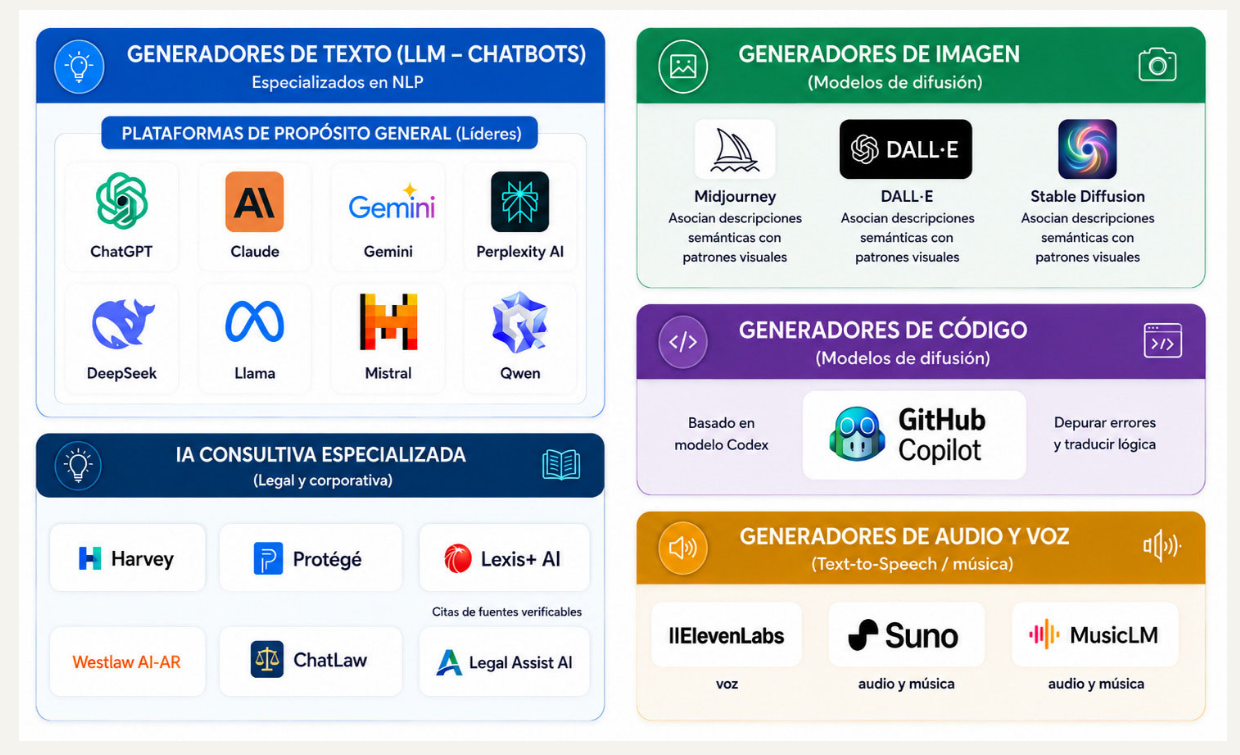 GENERADORES DE TEXTO (LLM – CHATBOTS)
Especializados en NLP
PLATAFORMAS DE PROPÓSITO GENERAL (Líderes)
AI
Gemini
ChatGPT
Claude
Gemini
Perplexity AI
DeepSeek
Llama
Mistral
Qwen
IA CONSULTIVA ESPECIALIZADA
(Legal y corporativa)
Harvey
Protégé
Lexis+ AI
Citas de fuentes verificables
Westlaw AI-AR
ChatLaw
Legal Assist AI
GENERADORES DE IMAGEN
(Modelos de difusión)
DALL·E
Midjourney
Asocian descripciones
semánticas con
patrones visuales
DALL·E
Asocian descripciones
semánticas con
patrones visuales
Stable Diffusion
Asocian descripciones
semánticas con
patrones visuales
GENERADORES DE CÓDIGO
(Modelos de difusión)
Basado en
modelo Codex
GitHub
Copilot
Depurar errores
y traducir lógica
GENERADORES DE AUDIO Y VOZ
(Text-to-Speech / música)
IIElevenLabs
voz
Suno
audio y música
MusicLM
audio y música